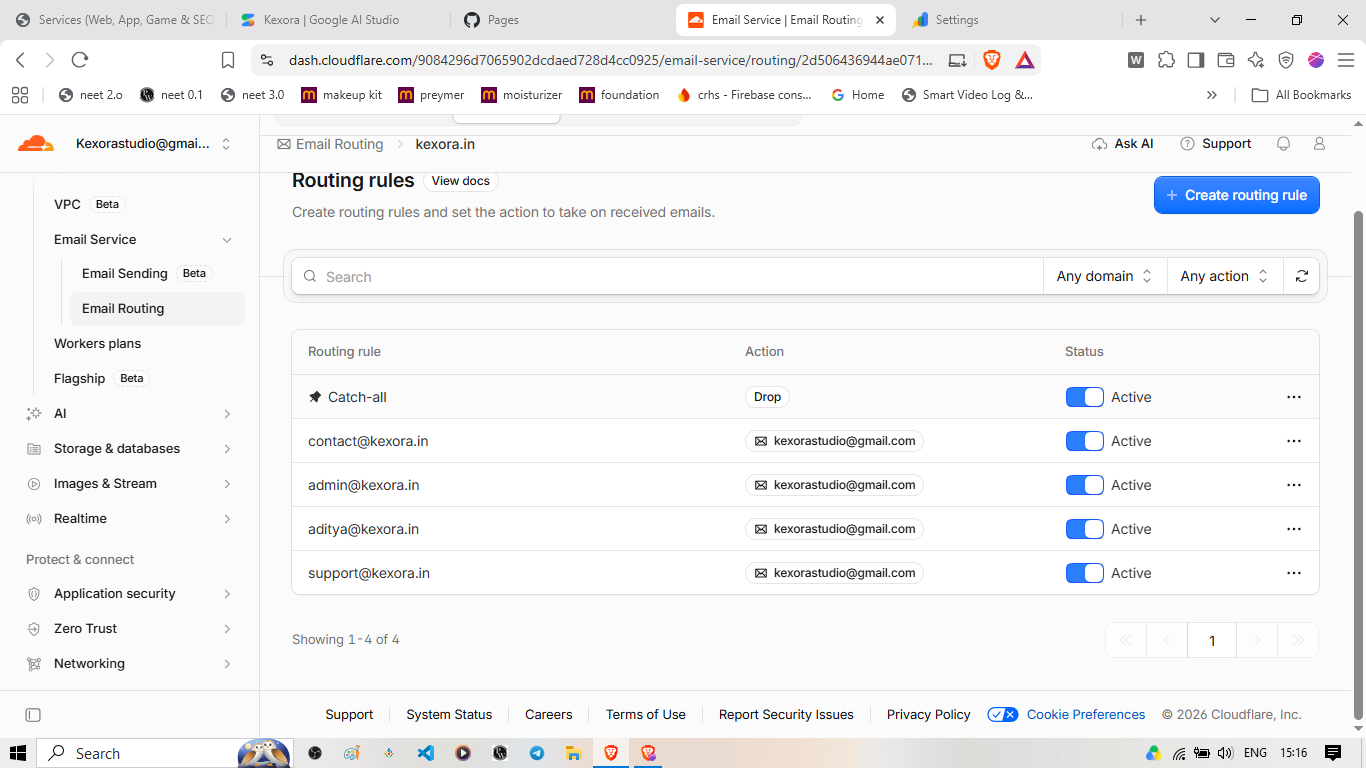 Services (Web, App, Game & SEO
Kexora | Google AI Studio
Pages
Email Service | Email Routing
Settings
dash.cloudflare.com/9084296d7065902dcdaed728d4cc0925/email-service/routing/2d506436944ae071...
neet 2.o
neet 0.1
neet 3.0
makeup kit
preymer
moisturizer
foundation
crhs - Firebase cons...
Home
Smart Video Log &...
All Bookmarks
Kexorastudio@gmai...
Email Routing
kexora.in
Ask AI
Support
VPC Beta
Email Service
Email Sending Beta
Email Routing
Workers plans
Flagship Beta
AI
Storage & databases
Images & Stream
Realtime
Protect & connect
Application security
Zero Trust
Networking
Routing rules View docs
Create routing rules and set the action to take on received emails.
+ Create routing rule
Search
Any domain
Any action
Routing rule Action Status
Catch-all Drop Active ...
contact@kexora.in kexorastudio@gmail.com Active ...
admin@kexora.in kexorastudio@gmail.com Active ...
aditya@kexora.in kexorastudio@gmail.com Active ...
support@kexora.in kexorastudio@gmail.com Active ...
Showing 1-4 of 4
1
Support System Status Careers Terms of Use Report Security Issues Privacy Policy Cookie Preferences © 2026 Cloudflare, Inc.
Search
ENG 15:16